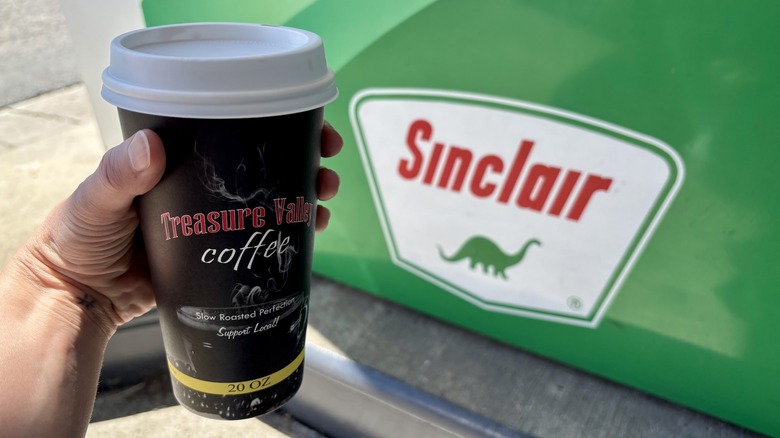 Treasure Valley
coffee
Slow Roasted Perfection
Support Local!
20 OZ
Sinclair
®